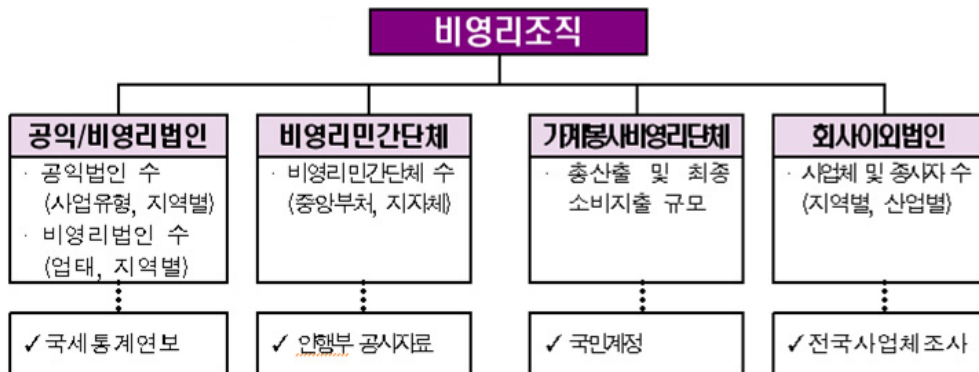 비영리조직
공익/비영리법인
· 공익법인 수
(사업유형, 지역별)
· 비영리법인 수
(업태, 지역별)
✓ 국세통계연보
비영리민간단체
· 비영리민간단체 수
(중앙부처, 지자체)
✓ 안행부 공시자료
가계봉사비영리단체
· 총산출 및 최종
소비지출 규모
✓ 국민계정
회사이외법인
· 사업체 및 종사자 수
(지역별, 산업별)
✓ 전국사업체조사